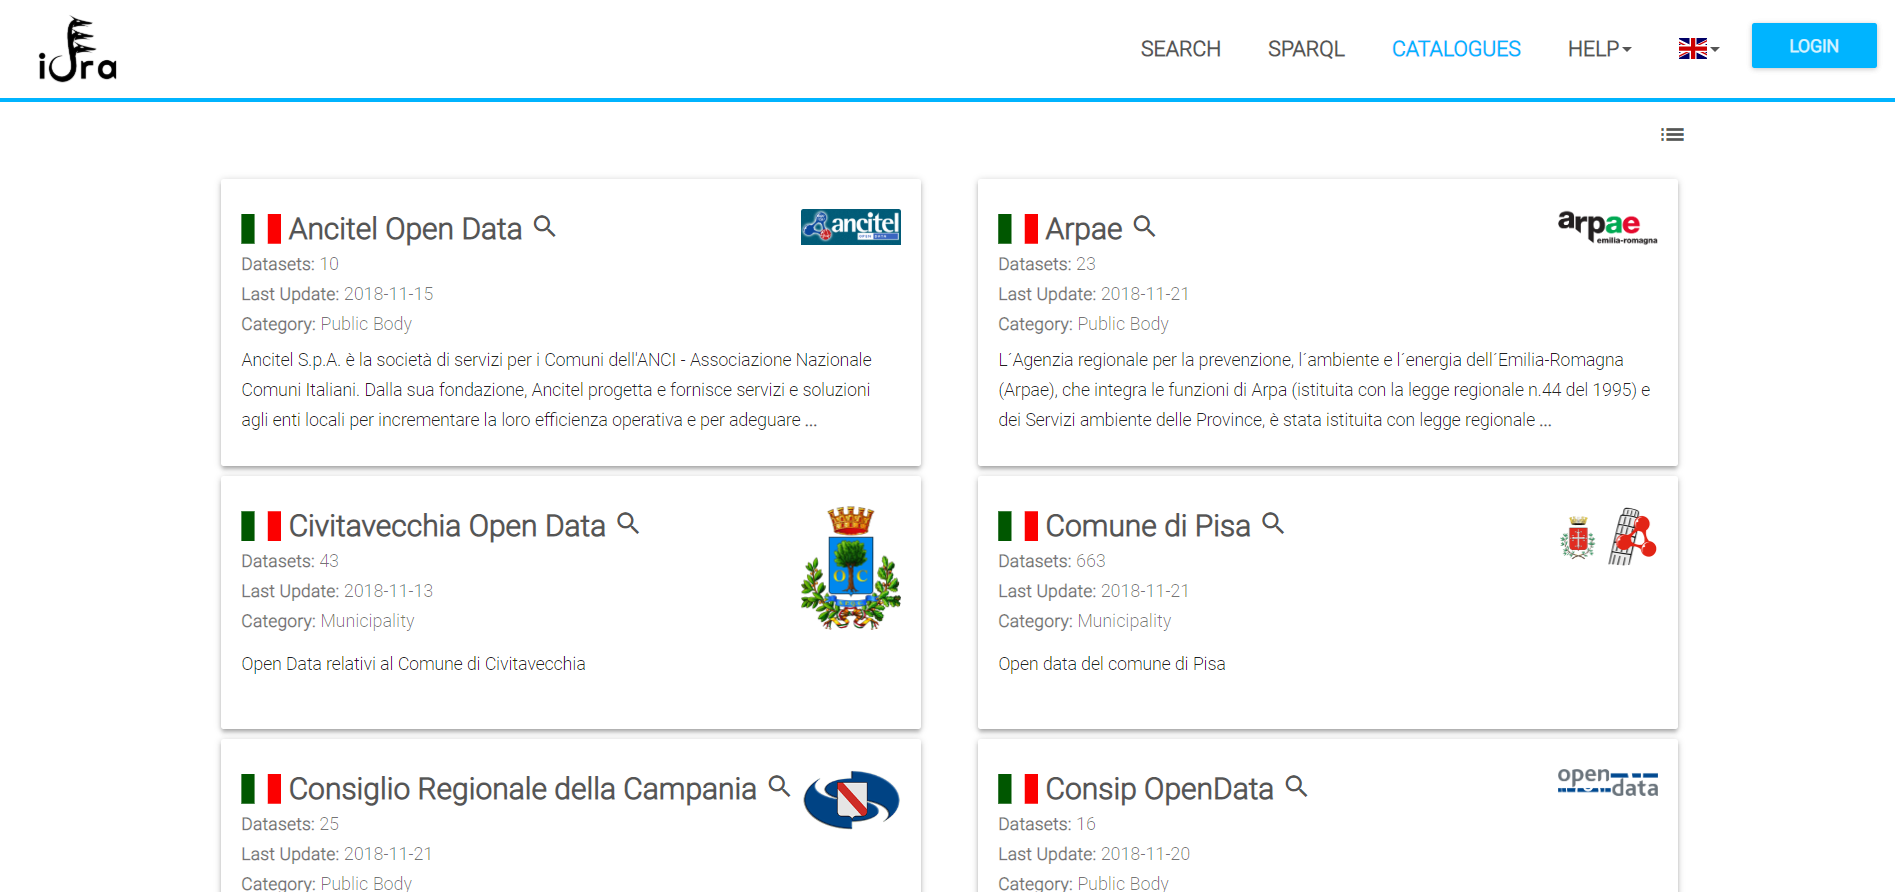 idra
SEARCH SPARQL CATALOGUES HELP LOGIN
Ancitel Open Data
ancitel
Datasets: 10
Last Update: 2018-11-15
Category: Public Body
Ancitel S.p.A. è la società di servizi per i Comuni dell'ANCI - Associazione Nazionale
Comuni Italiani. Dalla sua fondazione, Ancitel progetta e fornisce servizi e soluzioni
agli enti locali per incrementare la loro efficienza operativa e per adeguare ...
Arpae
arpae
emilia-romagna
Datasets: 23
Last Update: 2018-11-21
Category: Public Body
L´Agenzia regionale per la prevenzione, l´ambiente e l´energia dell´Emilia-Romagna
(Arpae), che integra le funzioni di Arpa (istituita con la legge regionale n.44 del 1995) e
dei Servizi ambiente delle Province, è stata istituita con legge regionale ...
Civitavecchia Open Data
O C
Datasets: 43
Last Update: 2018-11-13
Category: Municipality
Open Data relativi al Comune di Civitavecchia
Comune di Pisa
Datasets: 663
Last Update: 2018-11-21
Category: Municipality
Open data del comune di Pisa
Consiglio Regionale della Campania
Datasets: 25
Last Update: 2018-11-21
Category: Public Body
Consip OpenData
open
data
Datasets: 16
Last Update: 2018-11-20
Category: Public Body